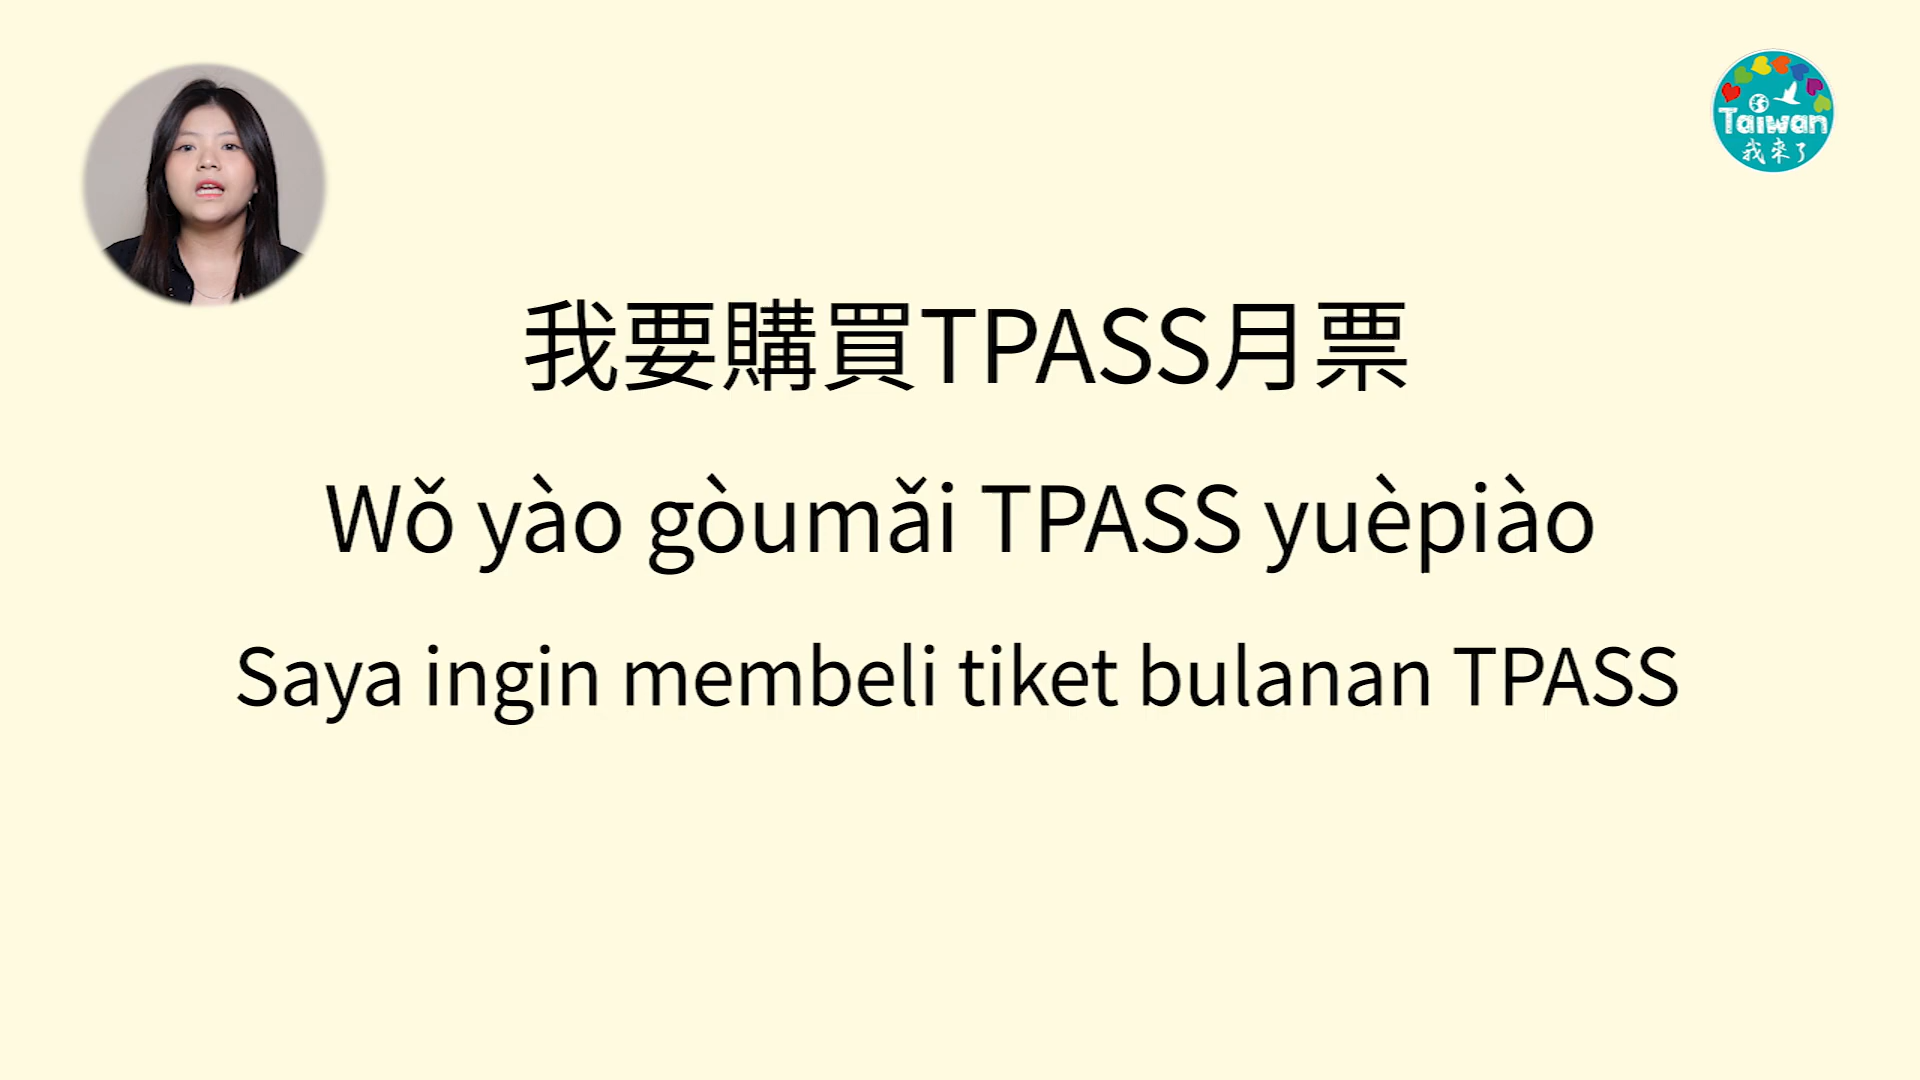 Taiwan
我來了
我要購買TPASS月票
Wǒ yào gòumǎi TPASS yuèpiào
Saya ingin membeli tiket bulanan TPASS